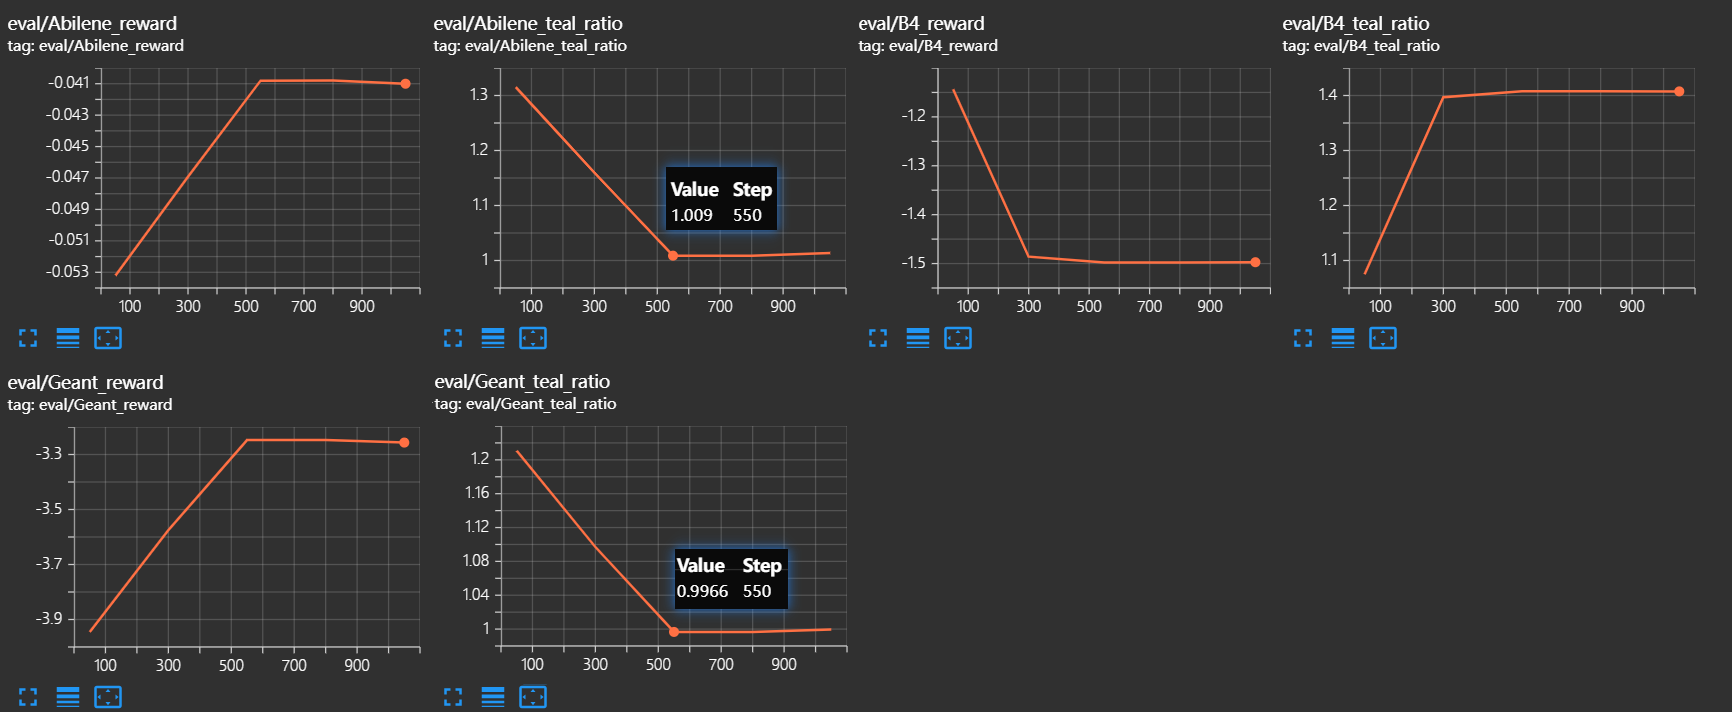 eval/Abilene_reward
tag: eval/Abilene_reward
-0.041
-0.043
-0.045
-0.047
-0.049
-0.051
-0.053
100 300 500 700 900
eval/Abilene_teal_ratio
tag: eval/Abilene_teal_ratio
1.3
1.2
1.1
1
Value Step
1.009 550
100 300 500 700 900
eval/B4_reward
tag: eval/B4_reward
-1.2
-1.3
-1.4
-1.5
100 300 500 700 900
eval/B4_teal_ratio
tag: eval/B4_teal_ratio
1.4
1.3
1.2
1.1
100 300 500 700 900
eval/Geant_reward
tag: eval/Geant_reward
-3.3
-3.5
-3.7
-3.9
100 300 500 700 900
eval/Geant_teal_ratio
tag: eval/Geant_teal_ratio
1.2
1.16
1.12
1.08
1.04
1
Value Step
0.9966 550
100 300 500 700 900